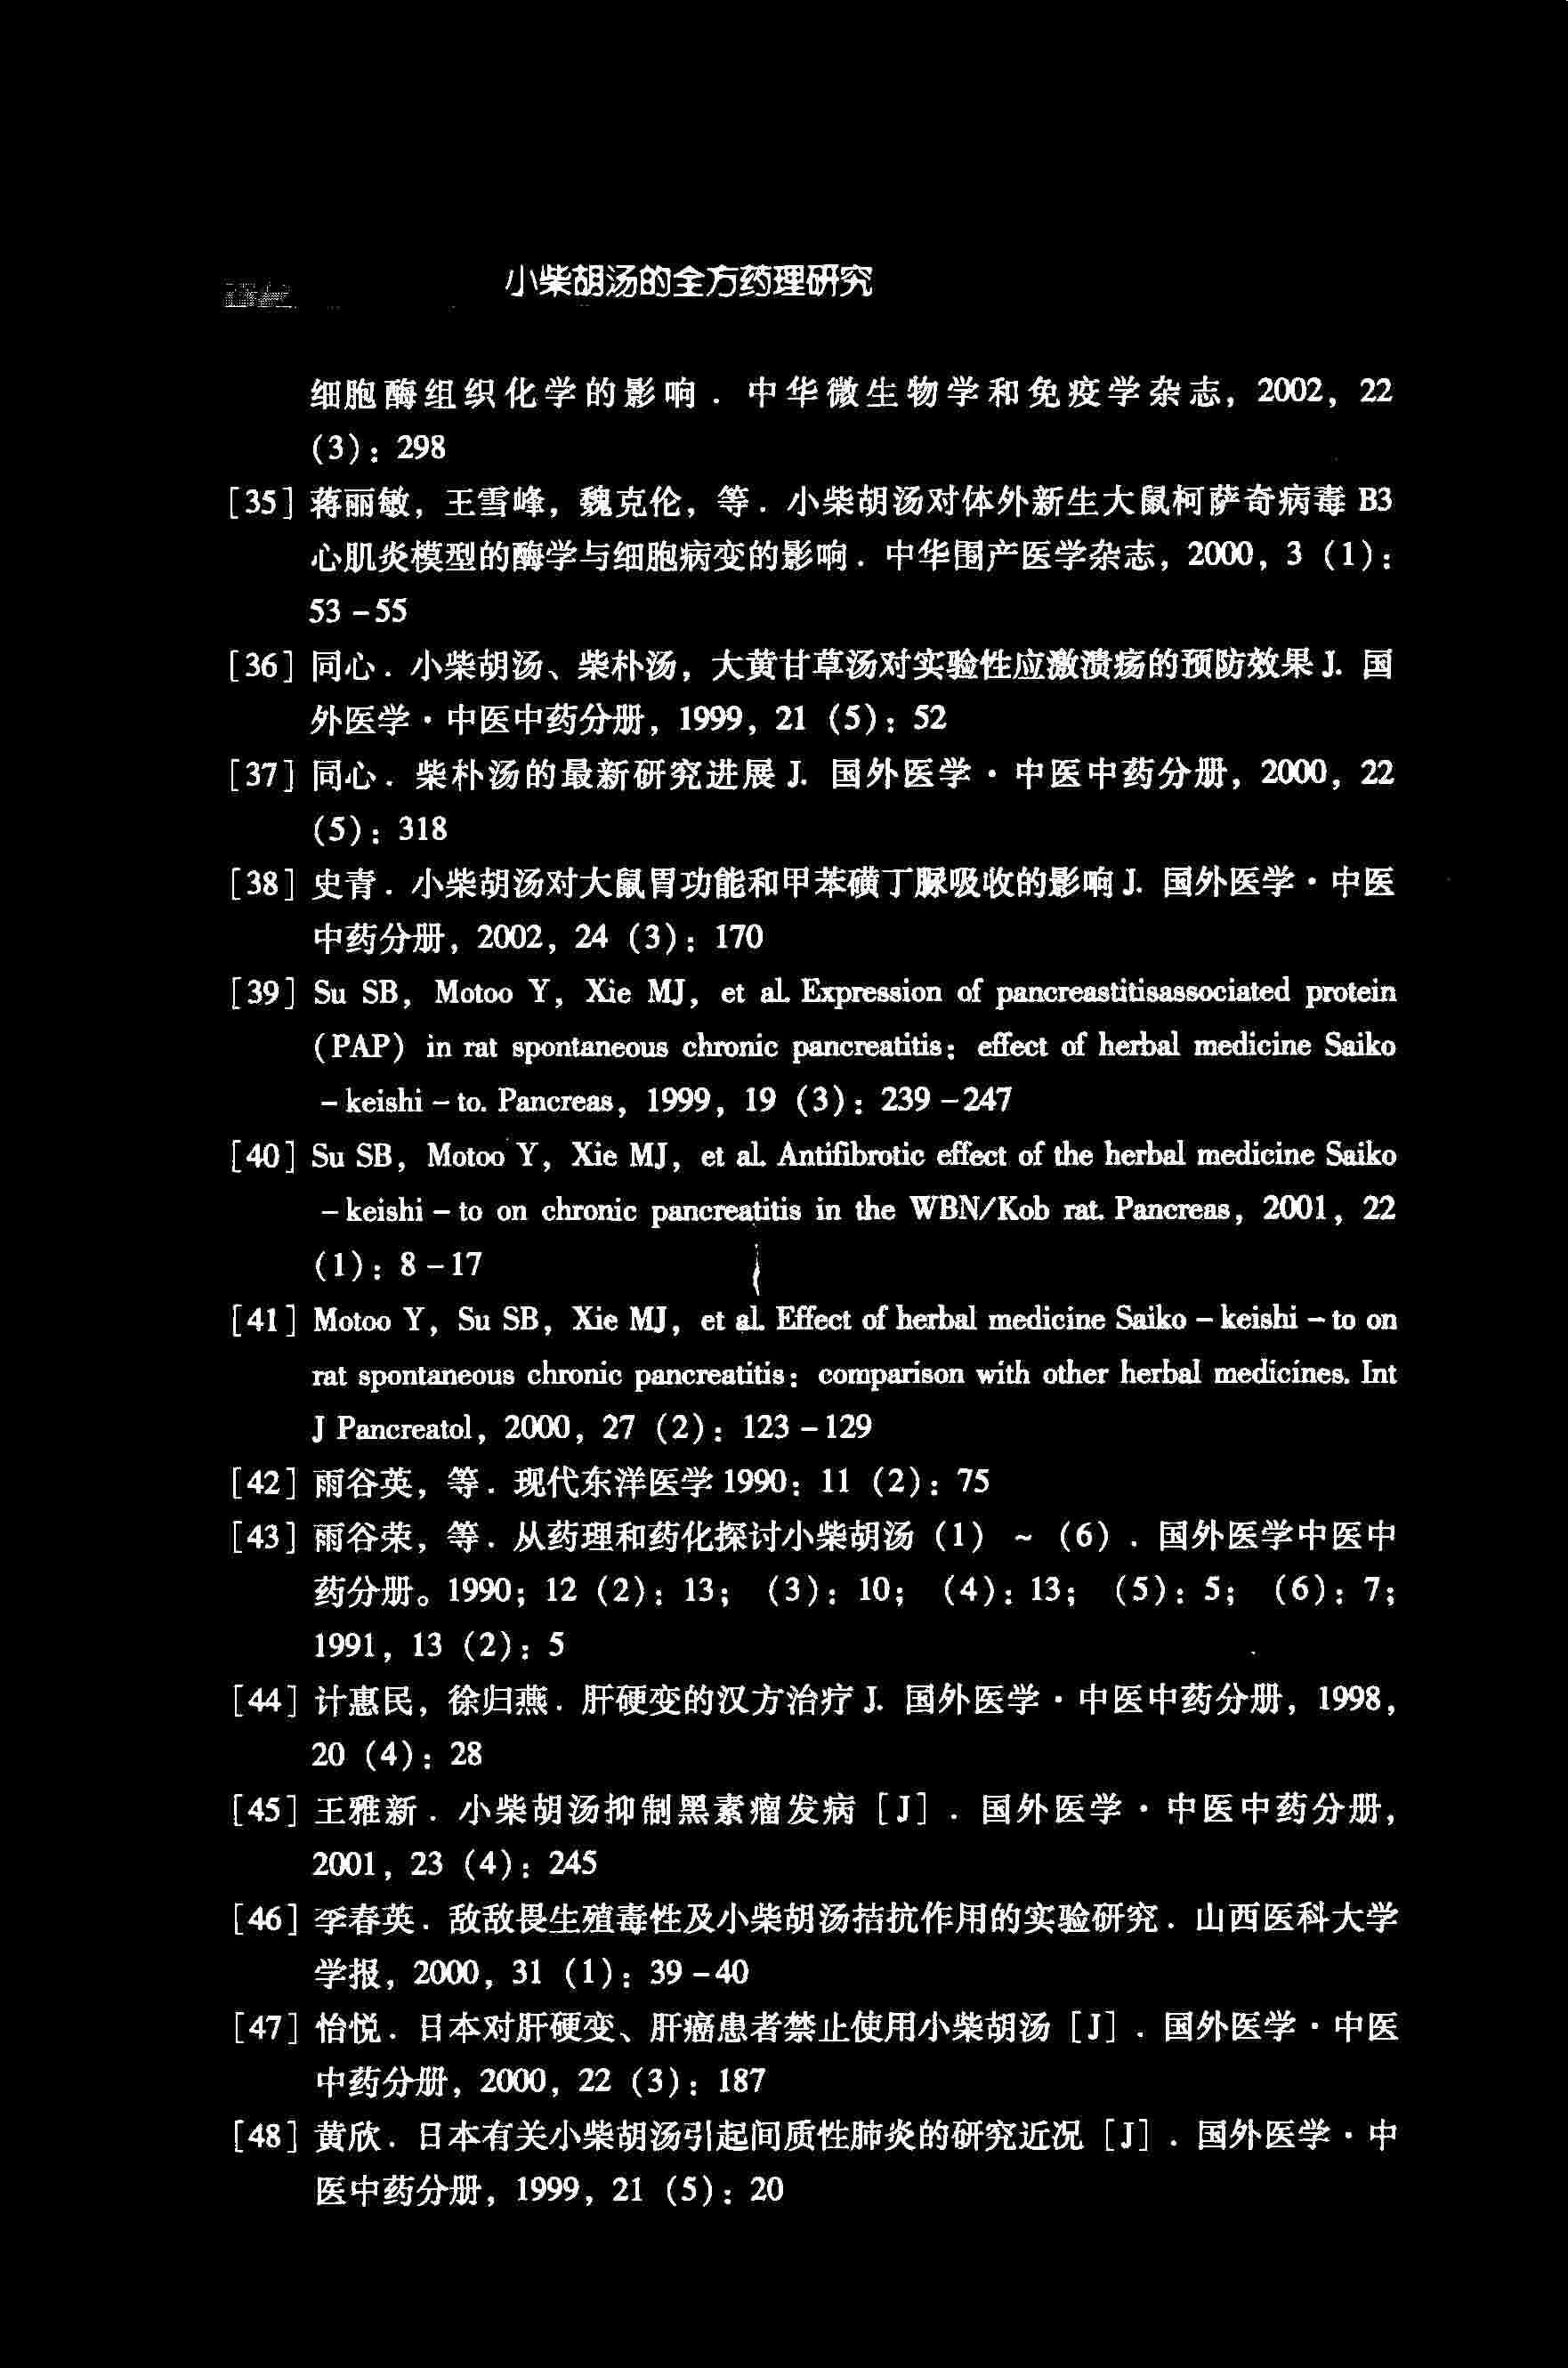 小柴胡汤的全方药理研究
细胞酶组织化学的影响．中华微生物学和免疫学杂志，2002，22
（3）：298
［35］蒋丽敏，王雪峰，魏克伦，等．小柴胡汤对体外新生大鼠柯萨奇病毒 B3
心肌炎模型的酶学与细胞病变的影响．中华围产医学杂志，2000，3（1）：
53－55
［36］同心．小柴胡汤、柴朴汤，大黄甘草汤对实验性应激溃疡的预防效果 J. 国
外医学·中医中药分册，1999，21（5）：52
［37］同心．柴朴汤的最新研究进展 J. 国外医学·中医中药分册，2000，22
（5）：318
［38］史青．小柴胡汤对大鼠胃功能和甲苯磺丁脲吸收的影响 J. 国外医学·中医
中药分册，2002，24（3）：170
［39］Su SB，Motoo Y，Xie MJ，et al. Expression of pancreastitisassociated protein
（PAP）in rat spontaneous chronic pancreatitis：effect of herbal medicine Saiko
－keishi－to. Pancreas，1999，19（3）：239－247
［40］Su SB，Motoo Y，Xie MJ，et al. Antifibrotic effect of the herbal medicine Saiko
－keishi－to on chronic pancreatitis in the WBN/Kob rat. Pancreas，2001，22
（1）：8－17
［41］Motoo Y，Su SB，Xie MJ，et al. Effect of herbal medicine Saiko－keishi－to on
rat spontaneous chronic pancreatitis：comparison with other herbal medicines. Int
J Pancreatol，2000，27（2）：123－129
［42］雨谷英，等．现代东洋医学1990：11（2）：75
［43］雨谷荣，等．从药理和药化探讨小柴胡汤（1）~（6）．国外医学中医中
药分册。1990；12（2）：13；（3）：10；（4）：13；（5）：5；（6）：7；
1991，13（2）：5
［44］计惠民，徐归燕．肝硬变的汉方治疗 J. 国外医学·中医中药分册，1998，
20（4）：28
［45］王雅新．小柴胡汤抑制黑素瘤发病［J］．国外医学·中医中药分册，
2001，23（4）：245
［46］李春英．敌敌畏生殖毒性及小柴胡汤拮抗作用的实验研究．山西医科大学
学报，2000，31（1）：39－40
［47］怡悦．日本对肝硬变、肝癌患者禁止使用小柴胡汤［J］．国外医学·中医
中药分册，2000，22（3）：187
［48］黄欣．日本有关小柴胡汤引起间质性肺炎的研究近况［J］．国外医学·中
医中药分册，1999，21（5）：20